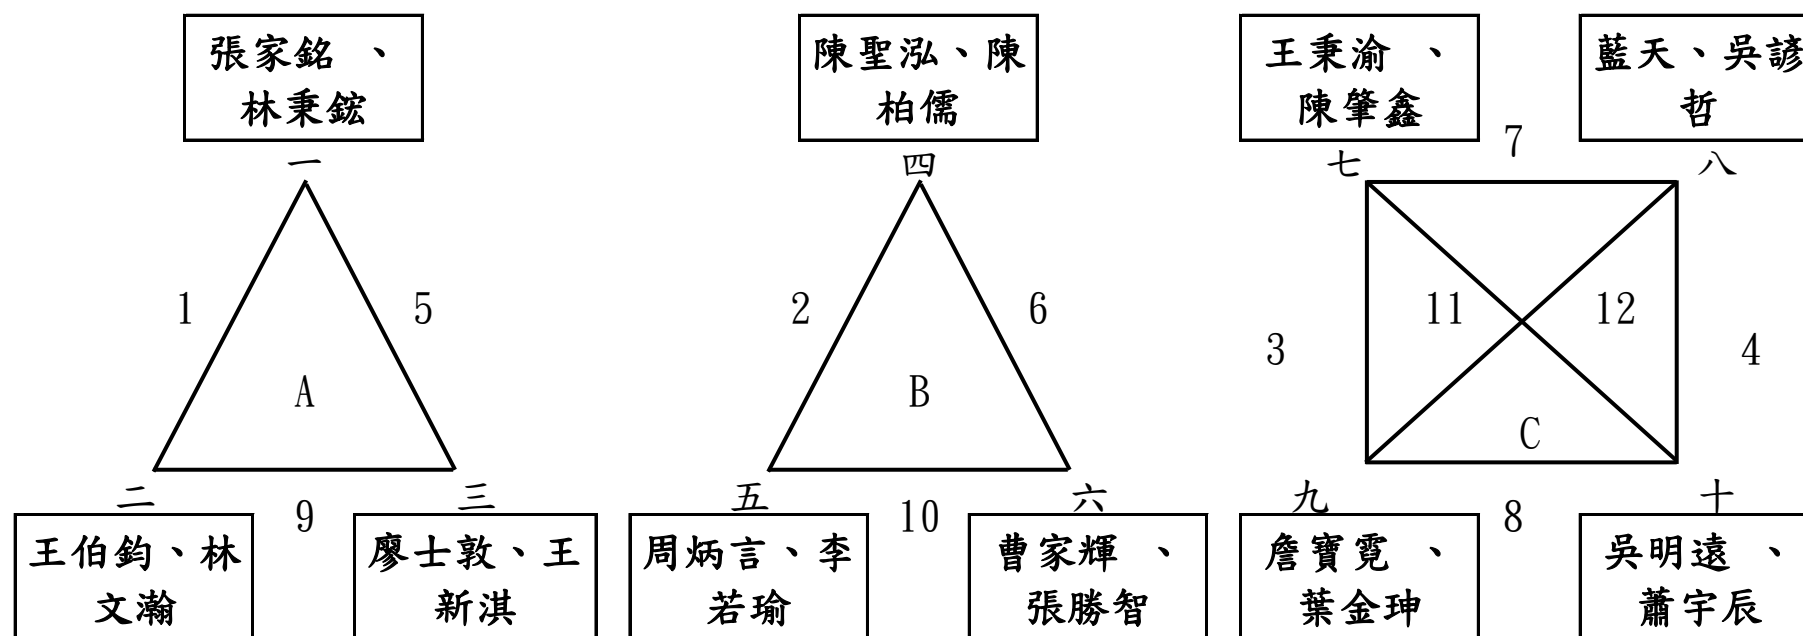 張家銘、
林秉鋐
陳聖泓、陳
柏儒
王秉渝、
陳肇鑫
藍天、吳諺
哲
一
四
七
7
八
1
5
A
2
6
B
3
11
12
4
C
二
9
三
五
10
六
九
8
十
王伯鈞、林
文瀚
廖士敦、王
新淇
周炳言、李
若瑜
曹家輝、
張勝智
詹寶霓、
葉金珅
吳明遠、
蕭宇辰